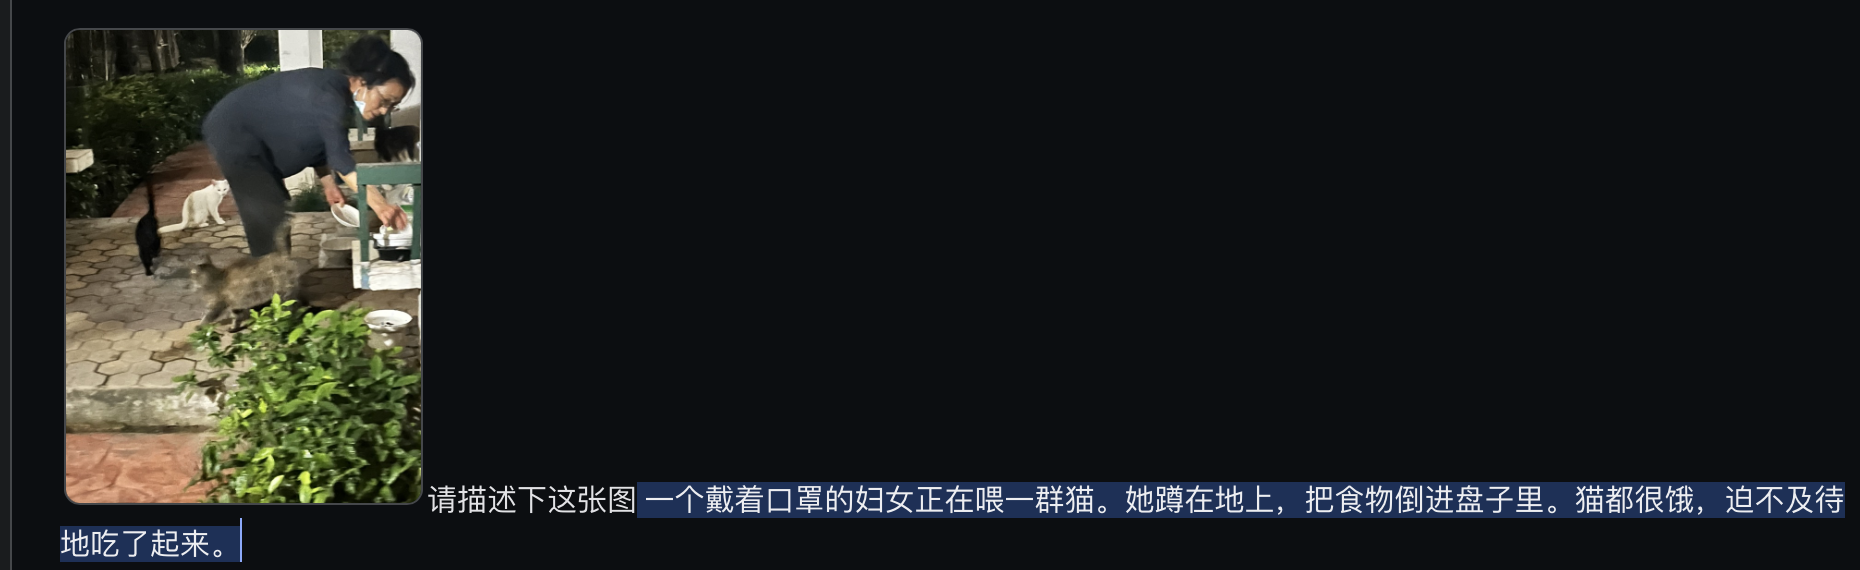 请描述下这张图 一个戴着口罩的妇女正在喂一群猫。她蹲在地上，把食物倒进盘子里。猫都很饿，迫不及待
地吃了起来。